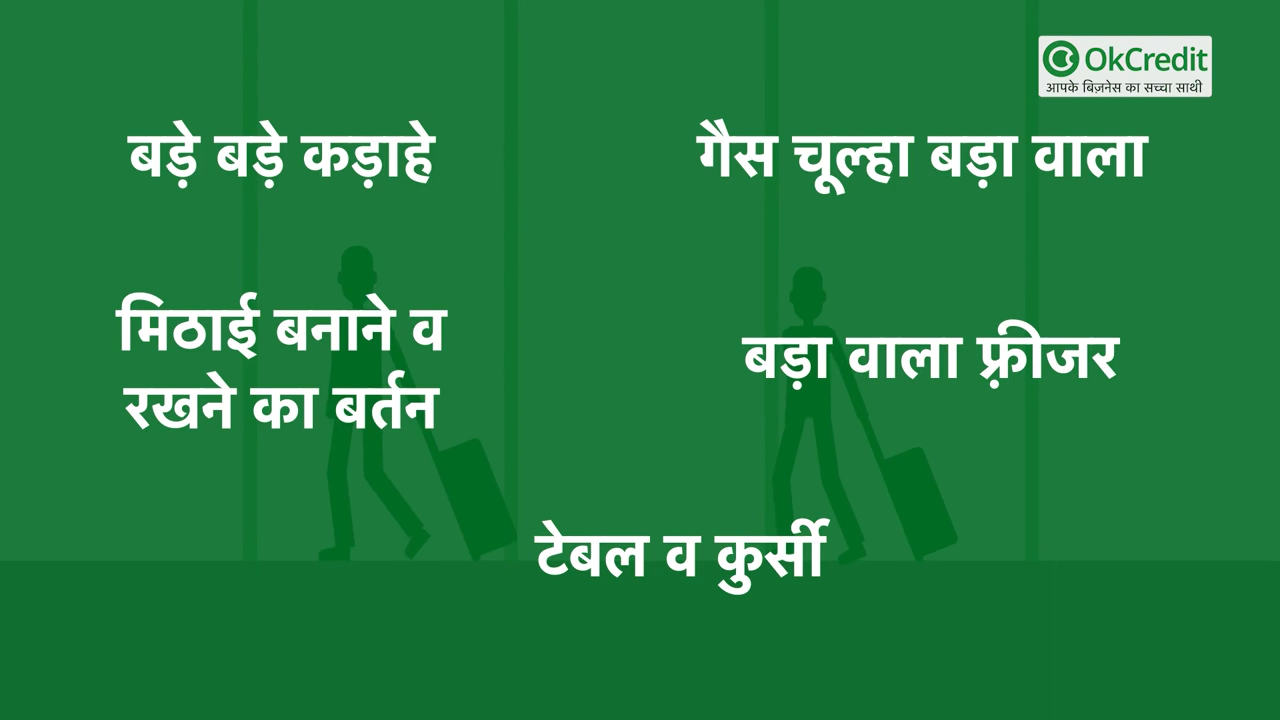 OkCredit
आपके बिज़नेस का सच्चा साथी
बड़े बड़े कड़ाहे
गैस चूल्हा बड़ा वाला
मिठाई बनाने व
रखने का बर्तन
बड़ा वाला फ़्रीजर
टेबल व कुर्सी